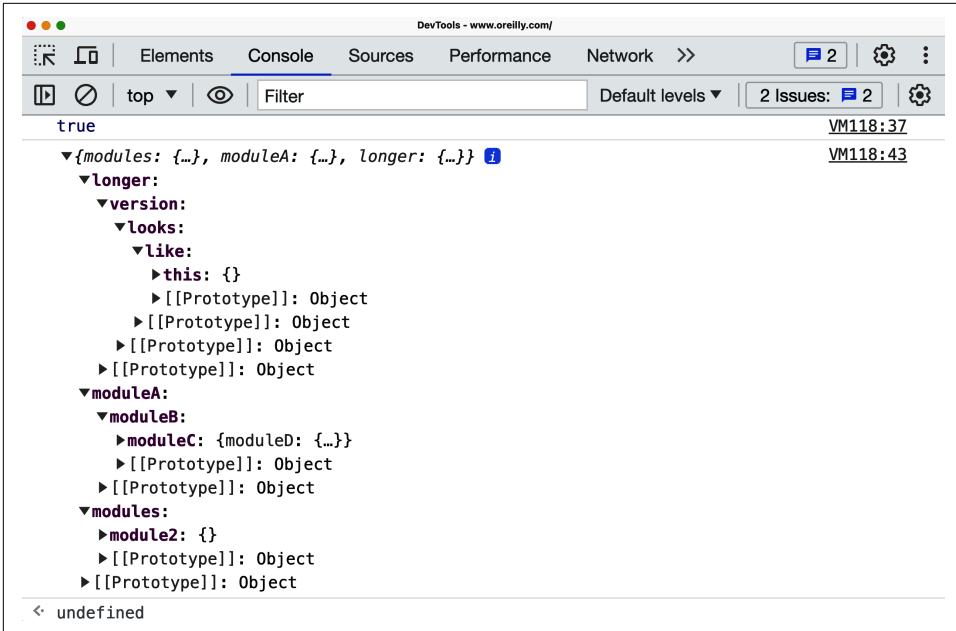 DevTools - www.oreilly.com/
Elements Console Sources Performance Network >> 2
top ▼ Filter Default levels ▼ 2 Issues: 2
true VM118:37
▼{modules: {…}, moduleA: {…}, longer: {…}} i VM118:43
▼longer:
▼version:
▼looks:
▼like:
▶this: {}
▶[[Prototype]]: Object
▶[[Prototype]]: Object
▶[[Prototype]]: Object
▶[[Prototype]]: Object
▼moduleA:
▼moduleB:
▶moduleC: {moduleD: {…}}
▶[[Prototype]]: Object
▶[[Prototype]]: Object
▼modules:
▶module2: {}
▶[[Prototype]]: Object
▶[[Prototype]]: Object
undefined